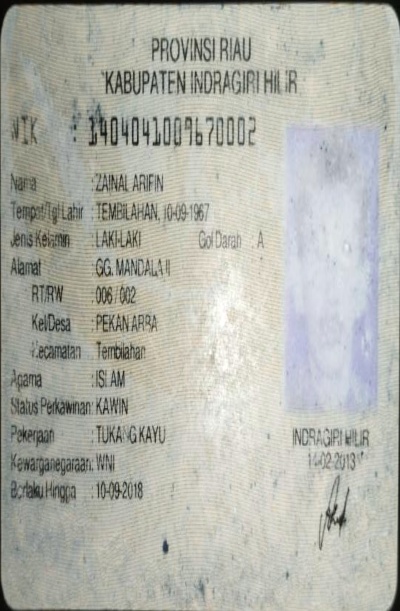 PROVINSI RIAU
KABUPATEN INDRAGIRI HILIR
NIK : 1404041009670002
Nama : ZAINAL ARIFIN
Tempat/Tgl Lahir : TEMBILAHAN, 10-09-1967
Jenis Kelamin : LAKI-LAKI Gol Darah : A
Alamat : GG. MANDALA II
RT/RW : 006 / 002
Kel/Desa : PEKAN ARBA
Kecamatan : Tembilahan
Agama : ISLAM
Status Perkawinan: KAWIN
Pekerjaan : TUKANG KAYU
Kewarganegaraan: WNI
Berlaku Hingga : 10-09-2018
INDRAGIRI HILIR
14-02-2013